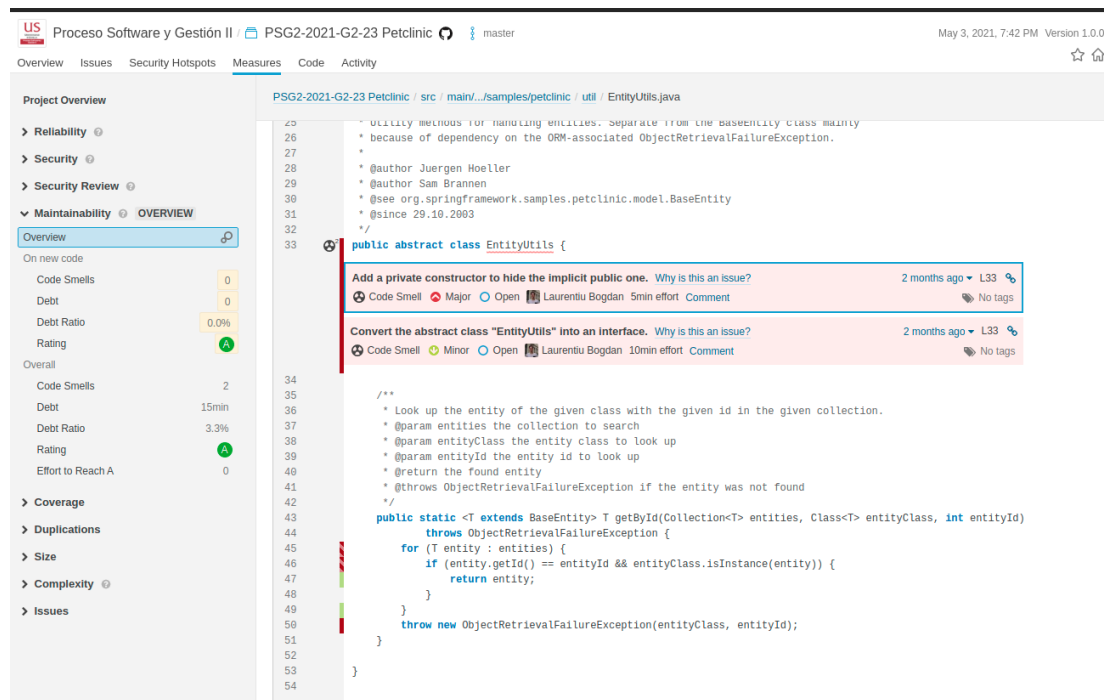 US Proceso Software y Gestión II / PSG2-2021-G2-23 Petclinic master May 3, 2021, 7:42 PM Version 1.0.0
Overview Issues Security Hotspots Measures Code Activity
Project Overview
Reliability
Security
Security Review
Maintainability OVERVIEW
Overview
On new code
Code Smells 0
Debt 0
Debt Ratio 0.0%
Rating A
Overall
Code Smells 2
Debt 15min
Debt Ratio 3.3%
Rating A
Effort to Reach A 0
Coverage
Duplications
Size
Complexity
Issues
PSG2-2021-G2-23 Petclinic / src / main/.../samples/petclinic / util / EntityUtils.java
25 * Utility methods for handling entities. Separate from the BaseEntity class mainly
26 * because of dependency on the ORM-associated ObjectRetrievalFailureException.
27 *
28 * @author Juergen Hoeller
29 * @author Sam Brannen
30 * @see org.springframework.samples.petclinic.model.BaseEntity
31 * @since 29.10.2003
32 */
33 2 public abstract class EntityUtils {
Add a private constructor to hide the implicit public one. Why is this an issue? 2 months ago L33
Code Smell Major Open Laurentiu Bogdan 5min effort Comment No tags
Convert the abstract class "EntityUtils" into an interface. Why is this an issue? 2 months ago L33
Code Smell Minor Open Laurentiu Bogdan 10min effort Comment No tags
34
35 /**
36 * Look up the entity of the given class with the given id in the given collection.
37 * @param entities the collection to search
38 * @param entityClass the entity class to look up
39 * @param entityId the entity id to look up
40 * @return the found entity
41 * @throws ObjectRetrievalFailureException if the entity was not found
42 */
43 public static <T extends BaseEntity> T getById(Collection<T> entities, Class<T> entityClass, int entityId)
44 throws ObjectRetrievalFailureException {
45 for (T entity : entities) {
46 if (entity.getId() == entityId && entityClass.isInstance(entity)) {
47 return entity;
48 }
49 }
50 throw new ObjectRetrievalFailureException(entityClass, entityId);
51 }
52
53 }
54